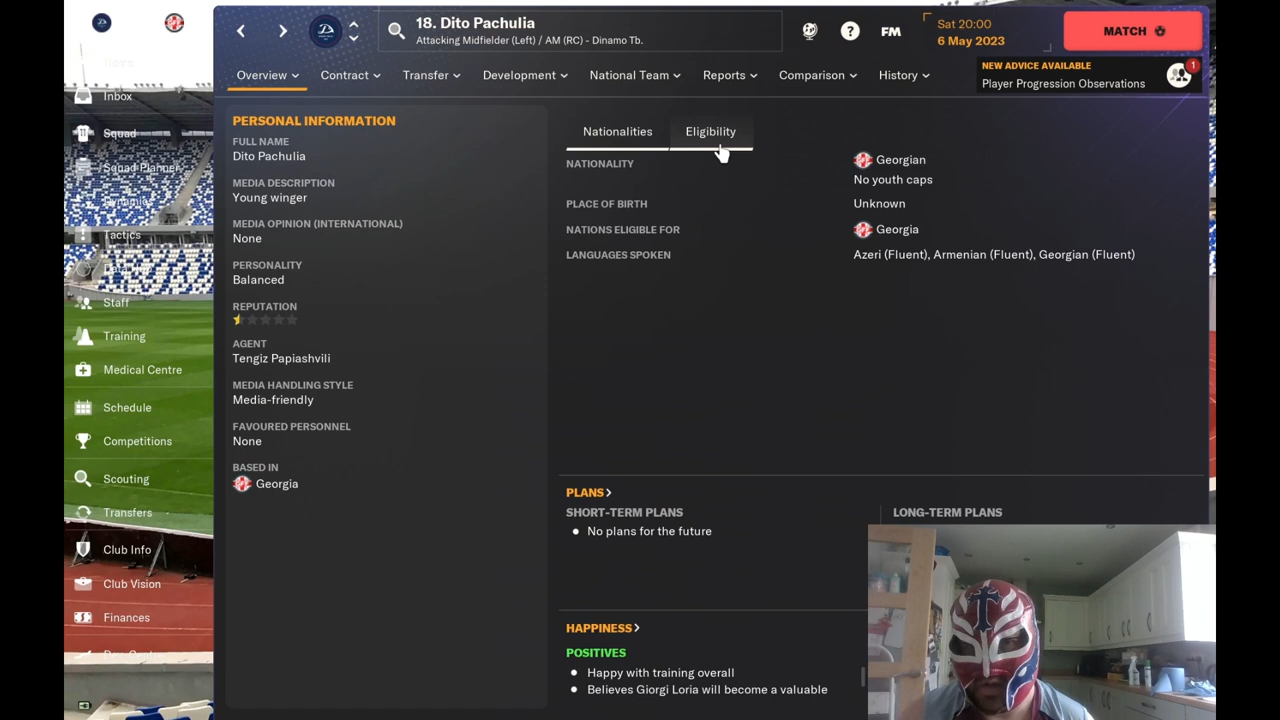 18. Dito Pachulia
Attacking Midfielder (Left) / AM (RC) - Dinamo Tb.
FM
Sat 20:00
6 May 2023
MATCH
Overview
Contract
Transfer
Development
National Team
Reports
Comparison
History
NEW ADVICE AVAILABLE
Player Progression Observations
1
Inbox
Squad
Squad Planner
Dynamics
Tactics
Staff
Training
Medical Centre
Schedule
Competitions
Scouting
Transfers
Club Info
Club Vision
Finances
PERSONAL INFORMATION
FULL NAME
Dito Pachulia
MEDIA DESCRIPTION
Young winger
MEDIA OPINION (INTERNATIONAL)
None
PERSONALITY
Balanced
REPUTATION
AGENT
Tengiz Papiashvili
MEDIA HANDLING STYLE
Media-friendly
FAVOURED PERSONNEL
None
BASED IN
Georgia
Nationalities
Eligibility
NATIONALITY
Georgian
No youth caps
PLACE OF BIRTH
Unknown
NATIONS ELIGIBLE FOR
Georgia
LANGUAGES SPOKEN
Azeri (Fluent), Armenian (Fluent), Georgian (Fluent)
PLANS
SHORT-TERM PLANS
No plans for the future
LONG-TERM PLANS
HAPPINESS
POSITIVES
Happy with training overall
Believes Giorgi Loria will become a valuable